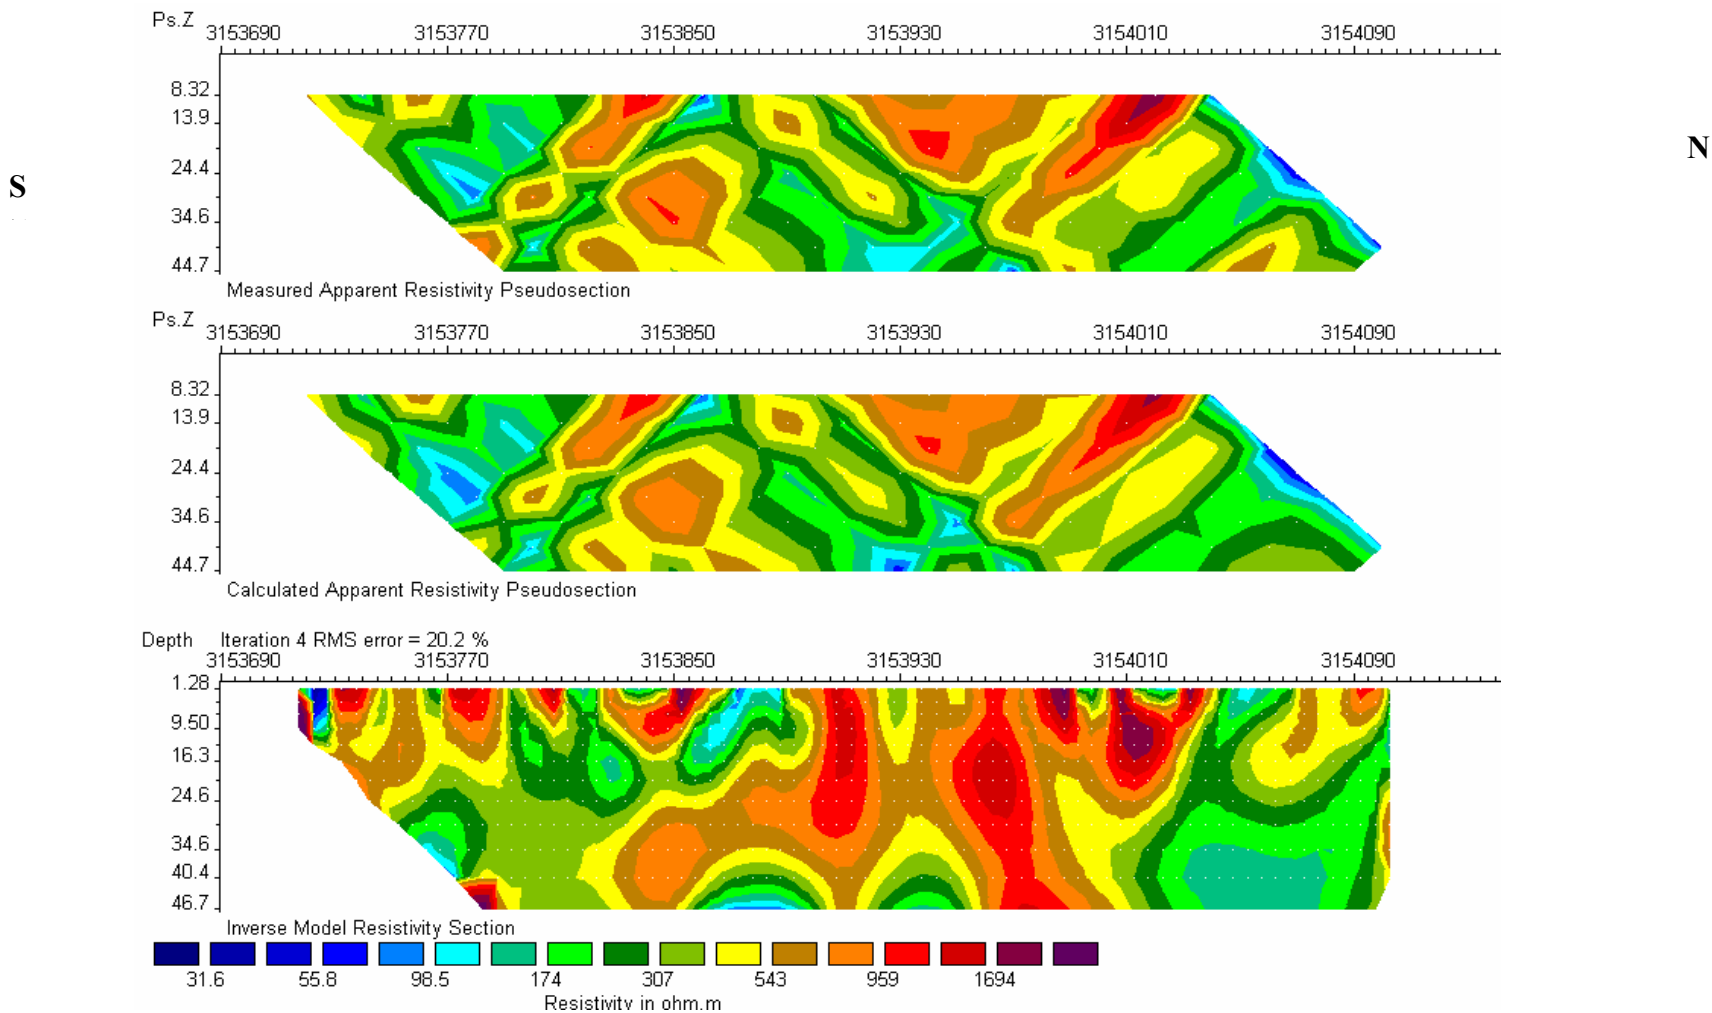 Ps.Z 3153690 3153770 3153850 3153930 3154010 3154090
8.32
13.9
24.4
34.6
44.7
Measured Apparent Resistivity Pseudosection
S
N
Ps.Z 3153690 3153770 3153850 3153930 3154010 3154090
8.32
13.9
24.4
34.6
44.7
Calculated Apparent Resistivity Pseudosection
Depth Iteration 4 RMS error = 20.2 %
3153690 3153770 3153850 3153930 3154010 3154090
1.28
9.50
16.3
24.6
34.6
40.4
46.7
Inverse Model Resistivity Section
31.6 55.8 98.5 174 307 543 959 1694
Resistivity in ohm.m